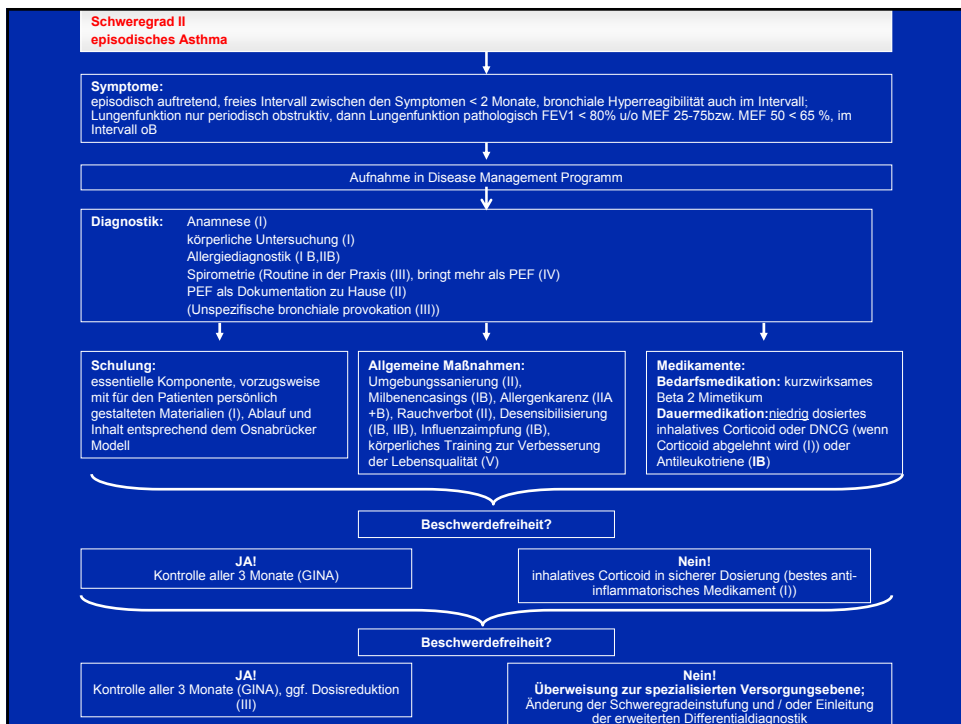 Schweregrad II
episodisches Asthma
Symptome:
episodisch auftretend, freies Intervall zwischen den Symptomen < 2 Monate, bronchiale Hyperreagibilität auch im Intervall;
Lungenfunktion nur periodisch obstruktiv, dann Lungenfunktion pathologisch FEV1 < 80% u/o MEF 25-75bzw. MEF 50 < 65 %, im
Intervall oB
Aufnahme in Disease Management Programm
Diagnostik: Anamnese (I)
körperliche Untersuchung (I)
Allergiediagnostik (I B,IIB)
Spirometrie (Routine in der Praxis (III), bringt mehr als PEF (IV)
PEF als Dokumentation zu Hause (II)
(Unspezifische bronchiale provokation (III))
Schulung:
essentielle Komponente, vorzugsweise
mit für den Patienten persönlich
gestalteten Materialien (I), Ablauf und
Inhalt entsprechend dem Osnabrücker
Modell
Allgemeine Maßnahmen:
Umgebungssanierung (II),
Milbenencasings (IB), Allergenkarenz (IIA
+B), Rauchverbot (II), Desensibilisierung
(IB, IIB), Influenzaimpfung (IB),
körperliches Training zur Verbesserung
der Lebensqualität (V)
Medikamente:
Bedarfsmedikation: kurzwirksames
Beta 2 Mimetikum
Dauermedikation:niedrig dosiertes
inhalatives Corticoid oder DNCG (wenn
Corticoid abgelehnt wird (I)) oder
Antileukotriene (IB)
Beschwerdefreiheit?
JA!
Kontrolle aller 3 Monate (GINA)
Nein!
inhalatives Corticoid in sicherer Dosierung (bestes anti-
inflammatorisches Medikament (I))
Beschwerdefreiheit?
JA!
Kontrolle aller 3 Monate (GINA), ggf. Dosisreduktion
(III)
Nein!
Überweisung zur spezialisierten Versorgungsebene;
Änderung der Schweregradeinstufung und / oder Einleitung
der erweiterten Differentialdiagnostik